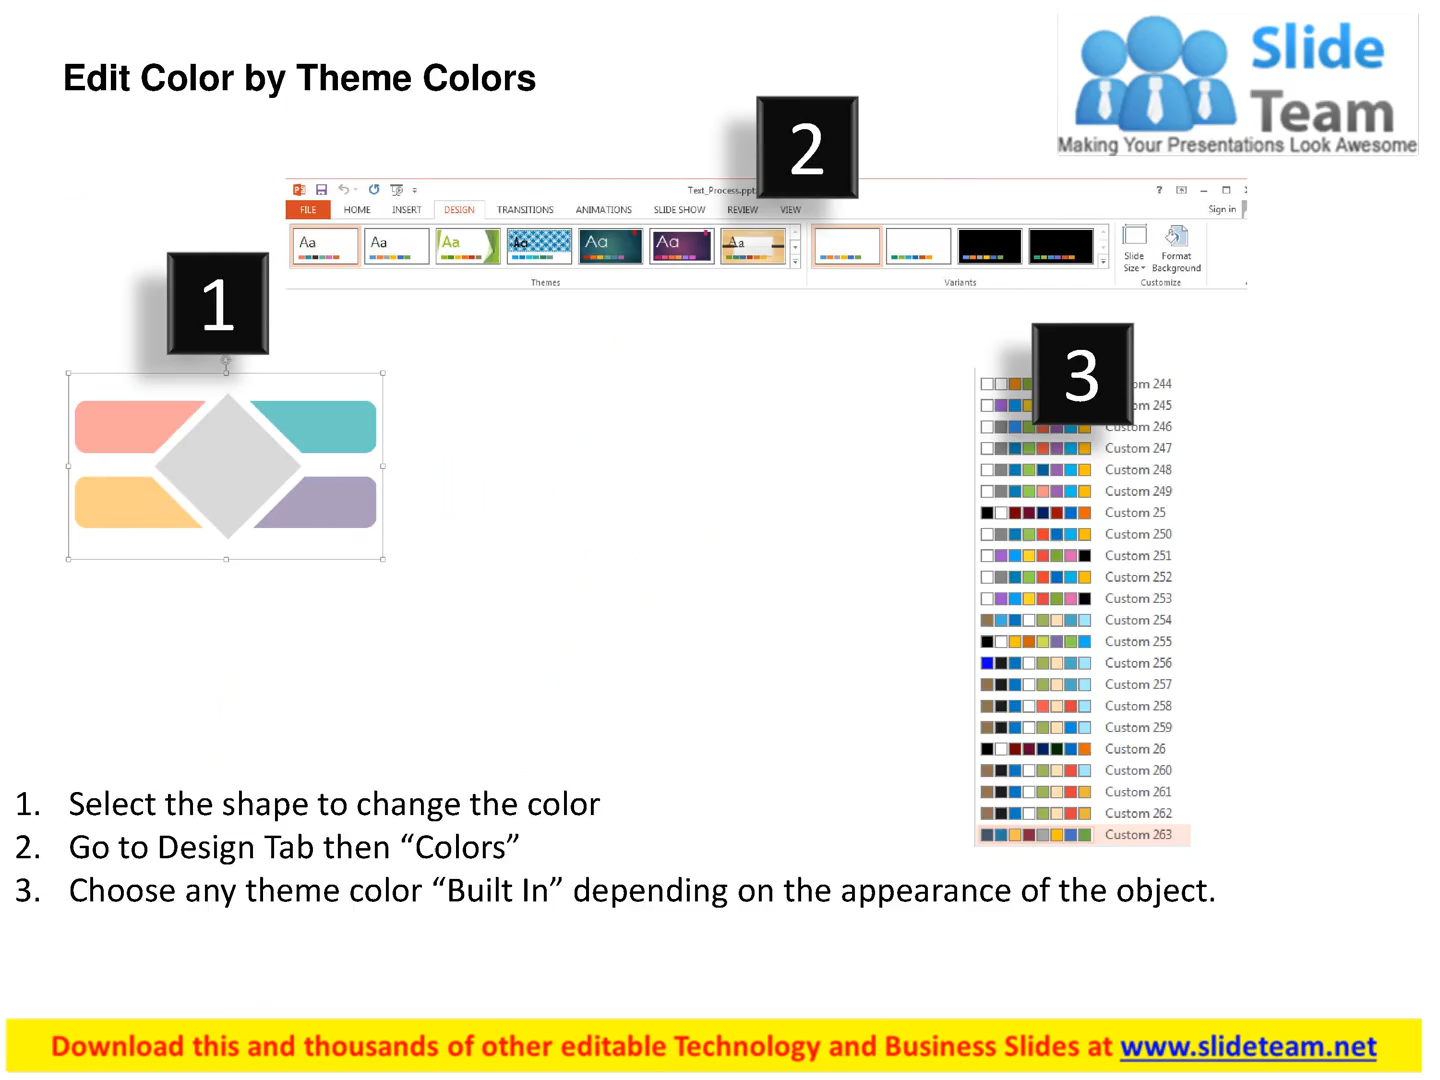 Edit Color by Theme Colors
Slide
Team
Making Your Presentations Look Awesome
2
Text_Process.ppt
?
FILE HOME INSERT DESIGN TRANSITIONS ANIMATIONS SLIDE SHOW REVIEW VIEW Sign in
Aa Aa Aa Aa Aa Aa Aa
Slide Size Format Background
Themes Variants Customize
1
3
om 244
om 245
Custom 246
Custom 247
Custom 248
Custom 249
Custom 25
Custom 250
Custom 251
Custom 252
Custom 253
Custom 254
Custom 255
Custom 256
Custom 257
Custom 258
Custom 259
Custom 26
Custom 260
Custom 261
Custom 262
Custom 263
1. Select the shape to change the color
2. Go to Design Tab then “Colors”
3. Choose any theme color “Built In” depending on the appearance of the object.
Download this and thousands of other editable Technology and Business Slides at www.slideteam.net